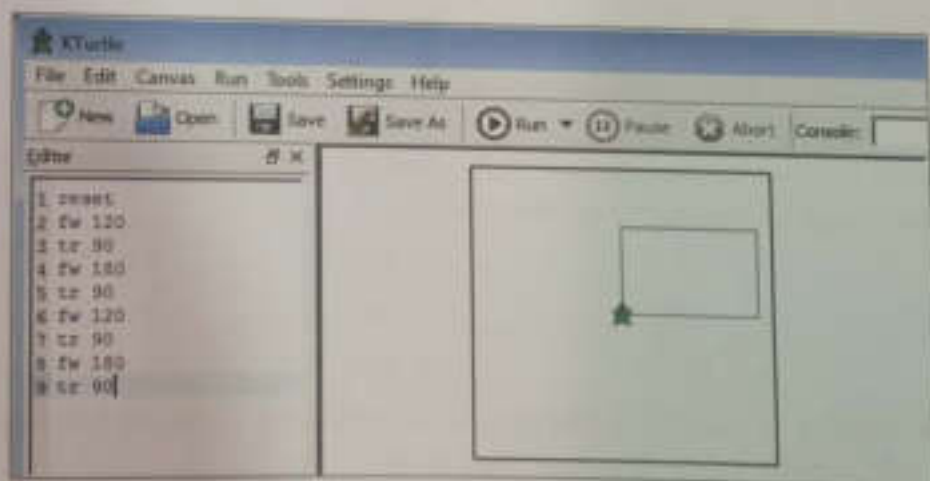 KTurtle
File Edit Canvas Run Tools Settings Help
New Open Save Save As Run Pause Abort Console:
Editor
1 reset
2 fw 120
3 tr 90
4 fw 180
5 tr 90
6 fw 120
7 tr 90
8 fw 180
9 tr 90